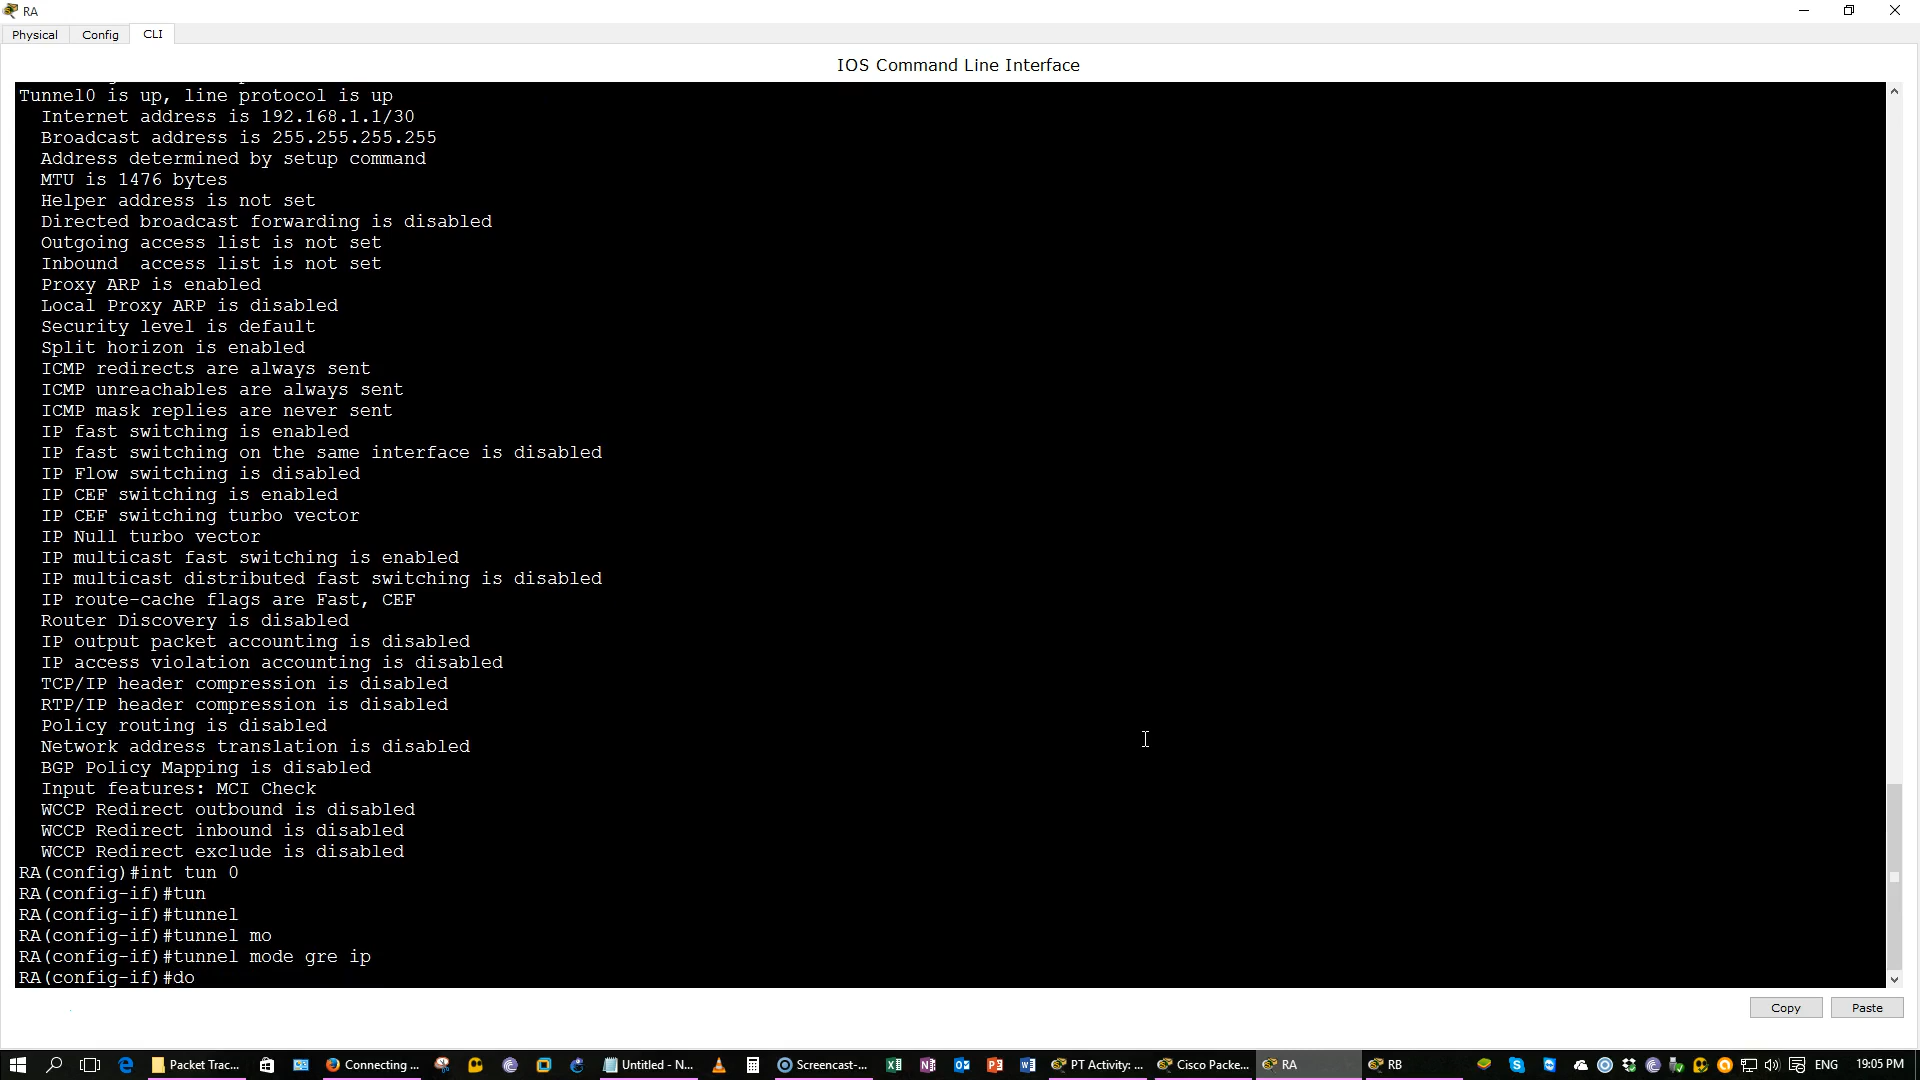 RA
Physical Config CLI
IOS Command Line Interface
Tunnel0 is up, line protocol is up
Internet address is 192.168.1.1/30
Broadcast address is 255.255.255.255
Address determined by setup command
MTU is 1476 bytes
Helper address is not set
Directed broadcast forwarding is disabled
Outgoing access list is not set
Inbound  access list is not set
Proxy ARP is enabled
Local Proxy ARP is disabled
Security level is default
Split horizon is enabled
ICMP redirects are always sent
ICMP unreachables are always sent
ICMP mask replies are never sent
IP fast switching is enabled
IP fast switching on the same interface is disabled
IP Flow switching is disabled
IP CEF switching is enabled
IP CEF switching turbo vector
IP Null turbo vector
IP multicast fast switching is enabled
IP multicast distributed fast switching is disabled
IP route-cache flags are Fast, CEF
Router Discovery is disabled
IP output packet accounting is disabled
IP access violation accounting is disabled
TCP/IP header compression is disabled
RTP/IP header compression is disabled
Policy routing is disabled
Network address translation is disabled
BGP Policy Mapping is disabled
Input features: MCI Check
WCCP Redirect outbound is disabled
WCCP Redirect inbound is disabled
WCCP Redirect exclude is disabled
RA(config)#int tun 0
RA(config-if)#tun
RA(config-if)#tunnel
RA(config-if)#tunnel mo
RA(config-if)#tunnel mode gre ip
RA(config-if)#do
Copy Paste
Packet Trac... Connecting ... Untitled - N... Screencast-... PT Activity: ... Cisco Packe... RA RB ENG 19:05 PM